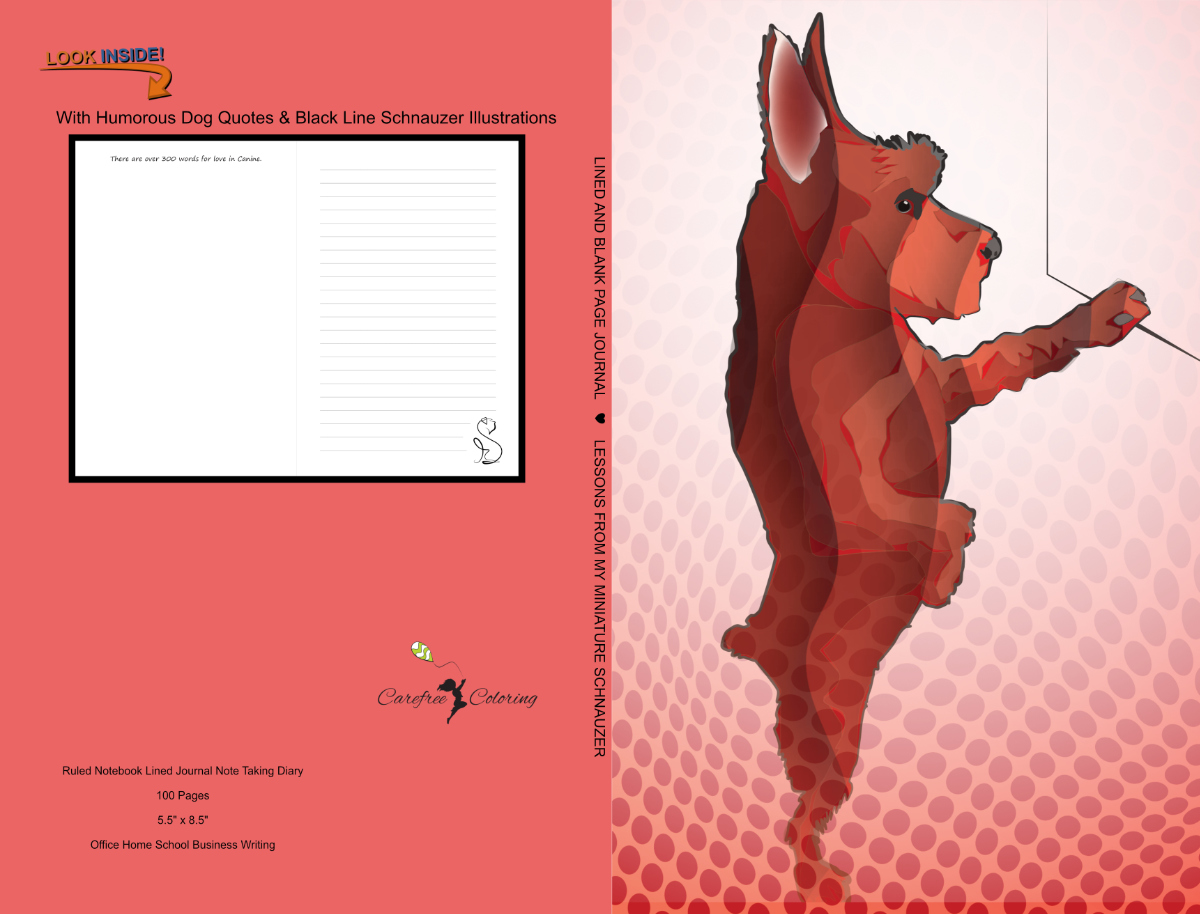 LOOK INSIDE!
With Humorous Dog Quotes & Black Line Schnauzer Illustrations
There are over 300 words for love in Canine.
Carefree Coloring
Ruled Notebook Lined Journal Note Taking Diary
100 Pages
5.5" x 8.5"
Office Home School Business Writing
LINED AND BLANK PAGE JOURNAL ♥ LESSONS FROM MY MINIATURE SCHNAUZER